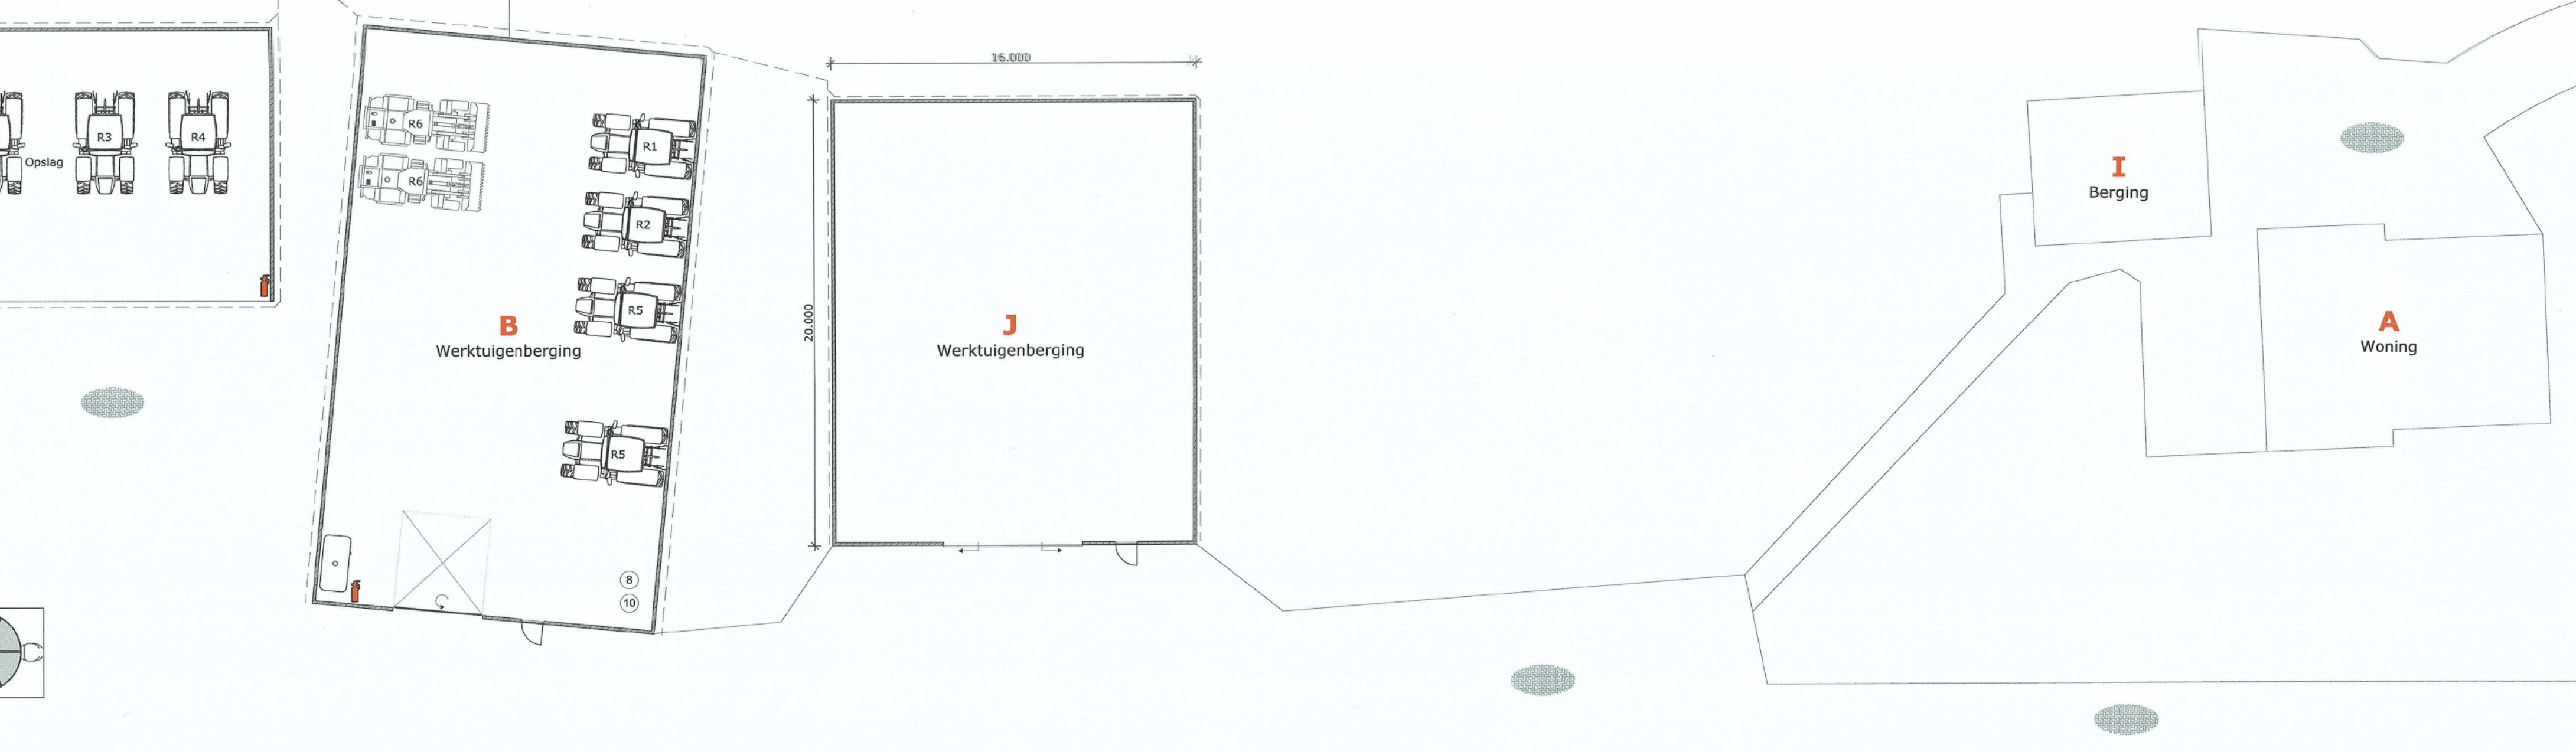 16.000
R3
R4
Opslag
R6
R6
R1
R2
R5
R5
B
Werktuigenberging
8
10
20.000
J
Werktuigenberging
I
Berging
A
Woning